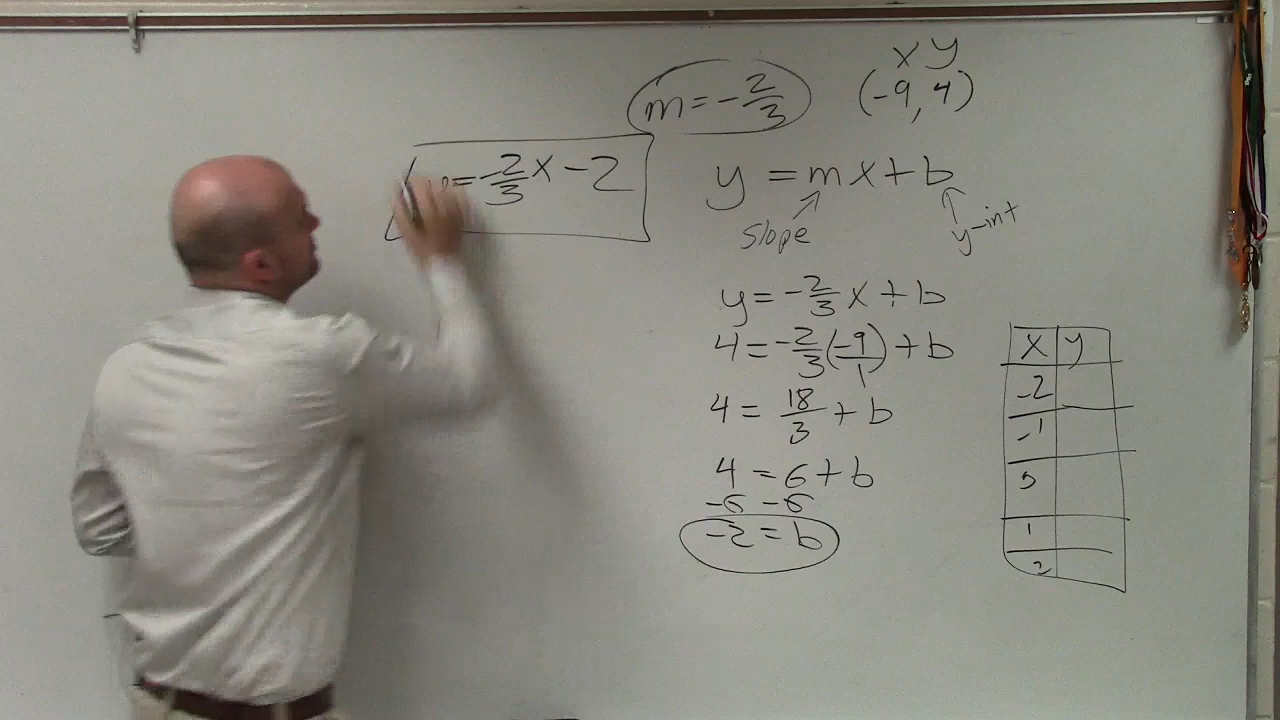 x y
m = -2/3 (-9, 4)
y = -2/3 x - 2
y = mx + b
slope y-int
y = -2/3 x + b
4 = -2/3 (-9/1) + b
4 = 18/3 + b
4 = 6 + b
-6 -6
-2 = b
x y
-2
-1
0
1
2